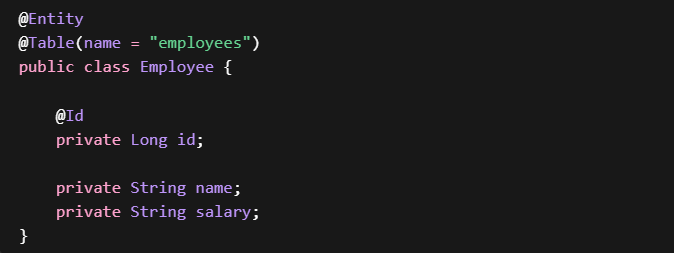 @Entity
@Table(name = "employees")
public class Employee {
@Id
private Long id;
private String name;
private String salary;
}